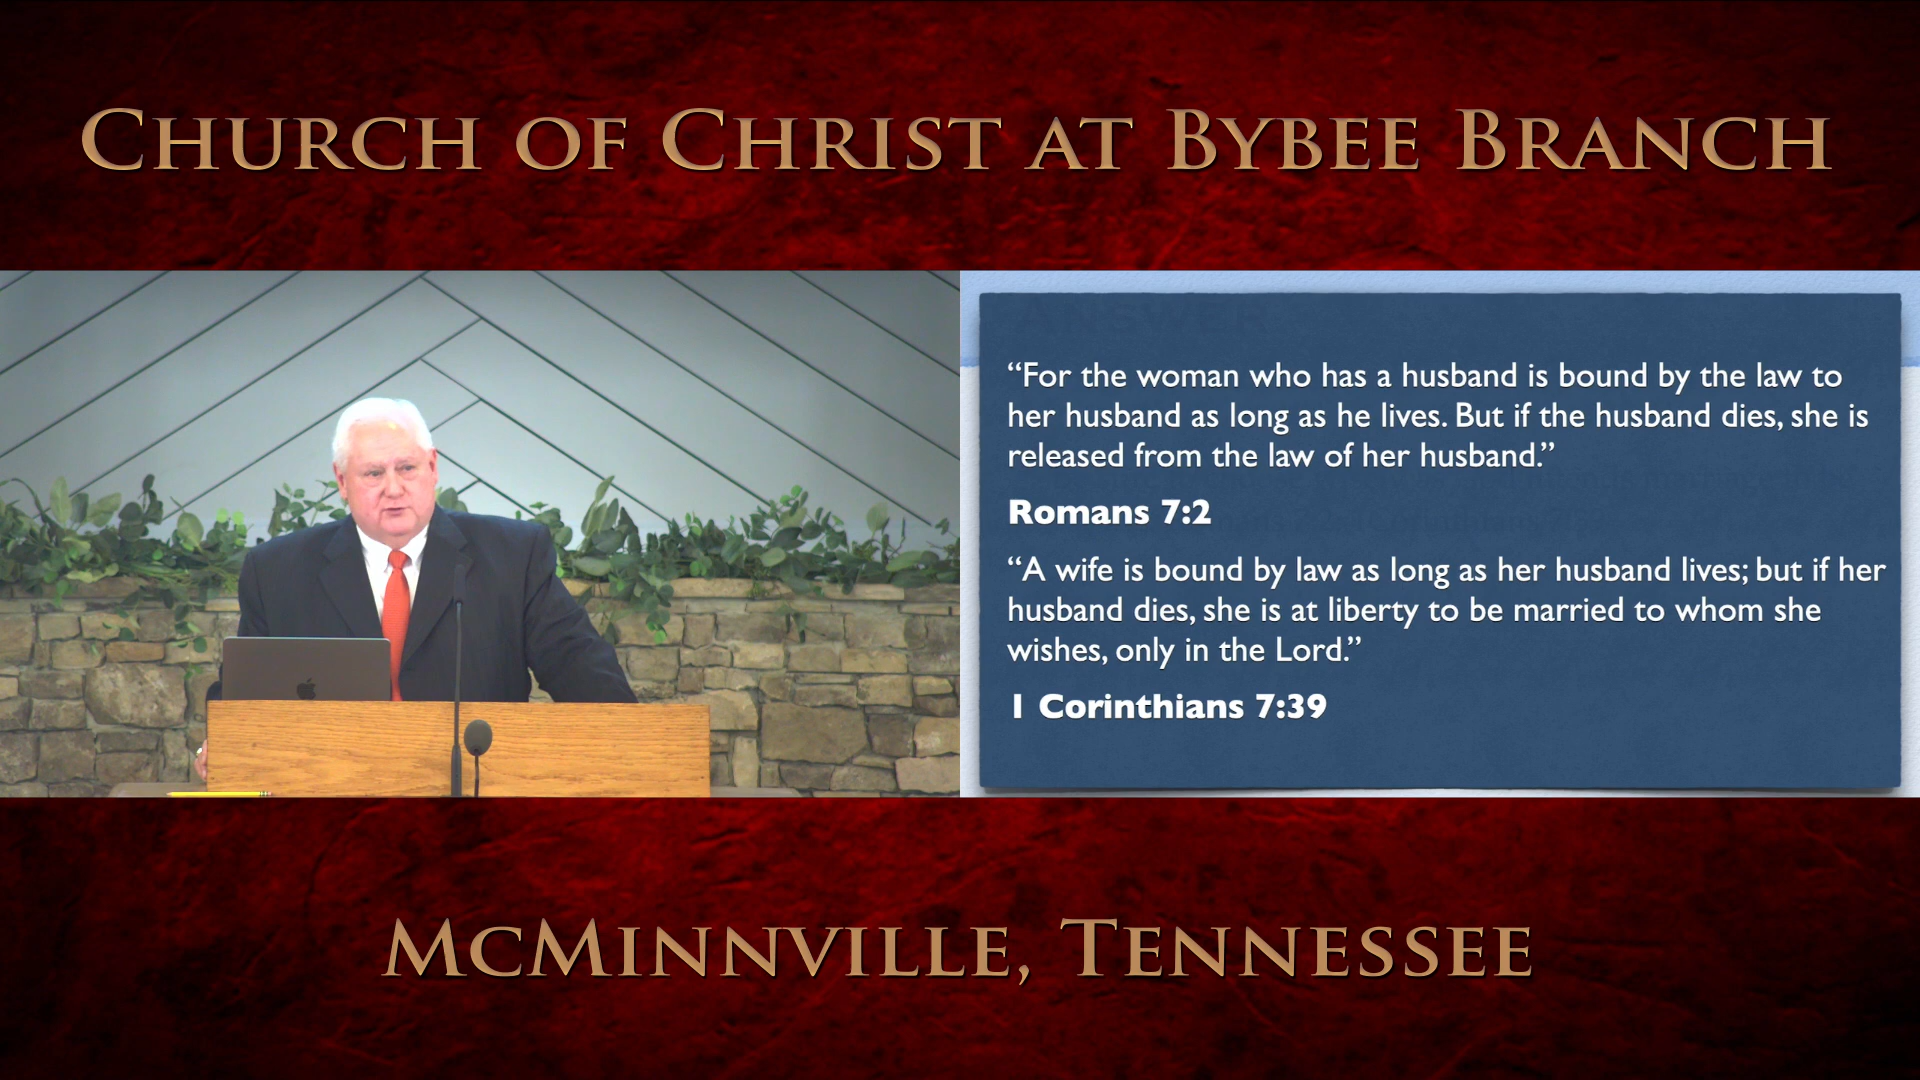 CHURCH OF CHRIST AT BYBEE BRANCH
“For the woman who has a husband is bound by the law to
her husband as long as he lives. But if the husband dies, she is
released from the law of her husband.”
Romans 7:2
“A wife is bound by law as long as her husband lives; but if her
husband dies, she is at liberty to be married to whom she
wishes, only in the Lord.”
1 Corinthians 7:39
MCMINNVILLE, TENNESSEE